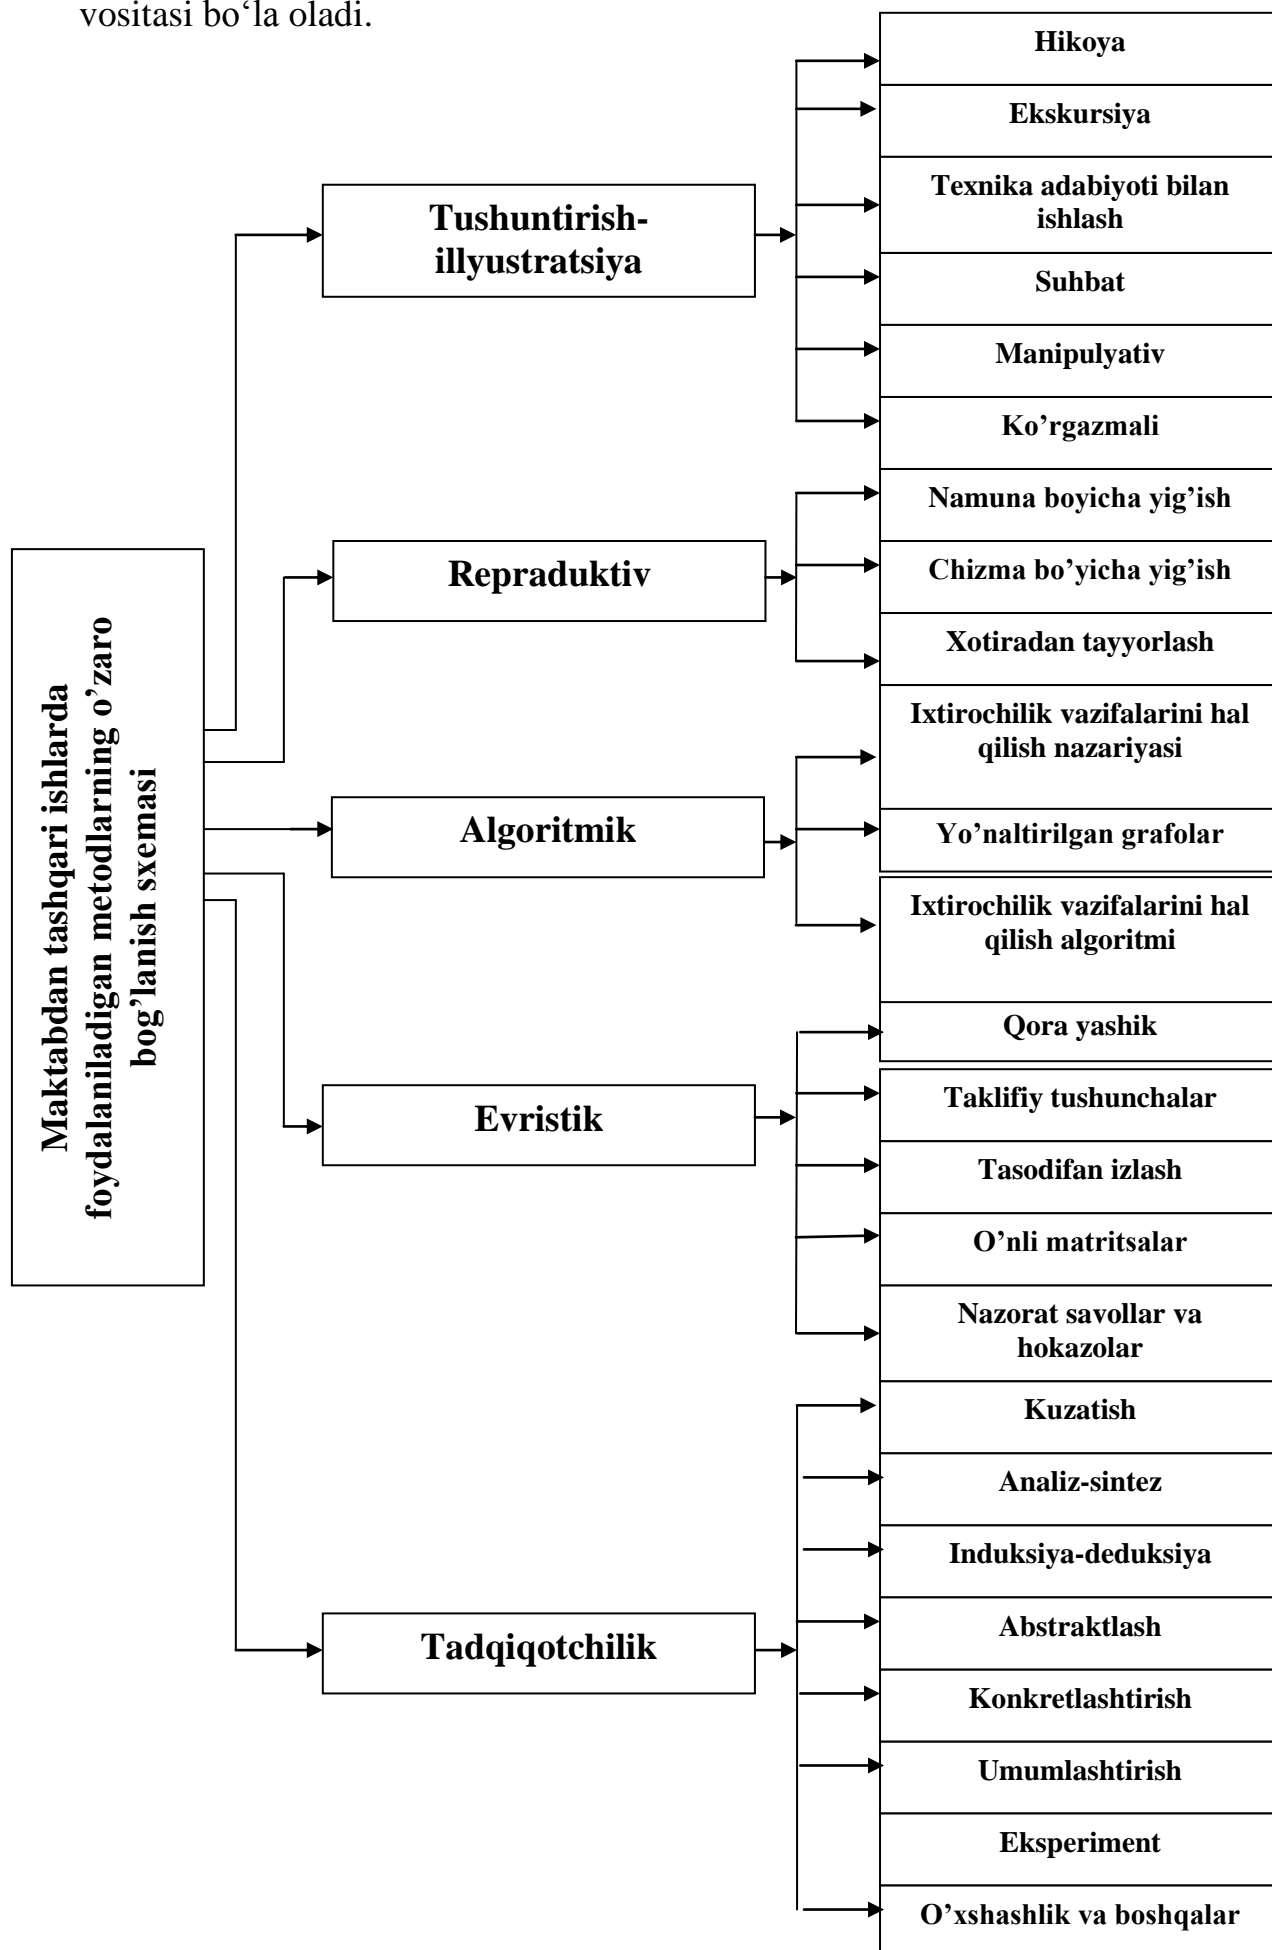 vositasi bo‘la oladi.
Maktabdan tashqari ishlarda
foydalaniladigan metodlarning o’zaro
bog’lanish sxemasi
Tushuntirish-
illyustratsiya
Hikoya
Ekskursiya
Texnika adabiyoti bilan
ishlash
Suhbat
Manipulyativ
Ko’rgazmali
Repraduktiv
Namuna boyicha yig’ish
Chizma bo’yicha yig’ish
Xotiradan tayyorlash
Algoritmik
Ixtirochilik vazifalarini hal
qilish nazariyasi
Yo’naltirilgan grafolar
Ixtirochilik vazifalarini hal
qilish algoritmi
Evristik
Qora yashik
Taklifiy tushunchalar
Tasodifan izlash
O’nli matritsalar
Nazorat savollar va
hokazolar
Tadqiqotchilik
Kuzatish
Analiz-sintez
Induksiya-deduksiya
Abstraktlash
Konkretlashtirish
Umumlashtirish
Eksperiment
O’xshashlik va boshqalar